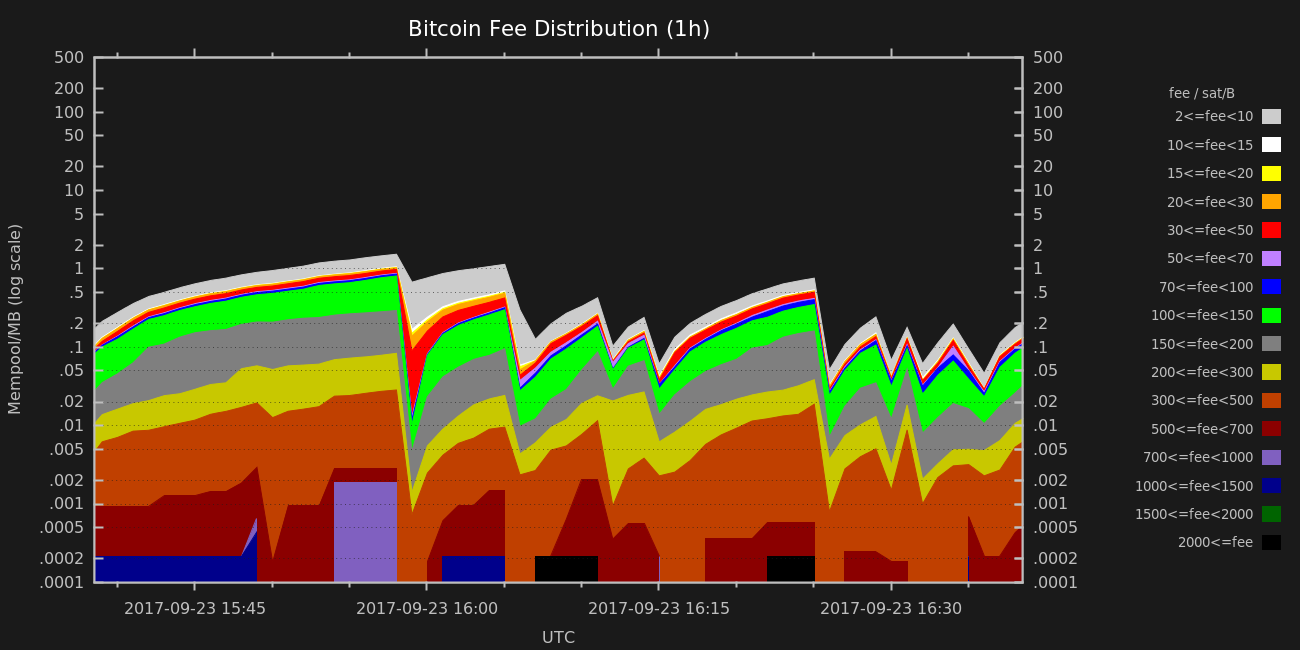 Bitcoin Fee Distribution (1h)
Mempool/MB (log scale)
500
200
100
50
20
10
5
2
1
.5
.2
.1
.05
.02
.01
.005
.002
.001
.0005
.0002
.0001
500
200
100
50
20
10
5
2
1
.5
.2
.1
.05
.02
.01
.005
.002
.001
.0005
.0002
.0001
fee / sat/B
2<=fee<10
10<=fee<15
15<=fee<20
20<=fee<30
30<=fee<50
50<=fee<70
70<=fee<100
100<=fee<150
150<=fee<200
200<=fee<300
300<=fee<500
500<=fee<700
700<=fee<1000
1000<=fee<1500
1500<=fee<2000
2000<=fee
2017-09-23 15:45
2017-09-23 16:00
2017-09-23 16:15
2017-09-23 16:30
UTC